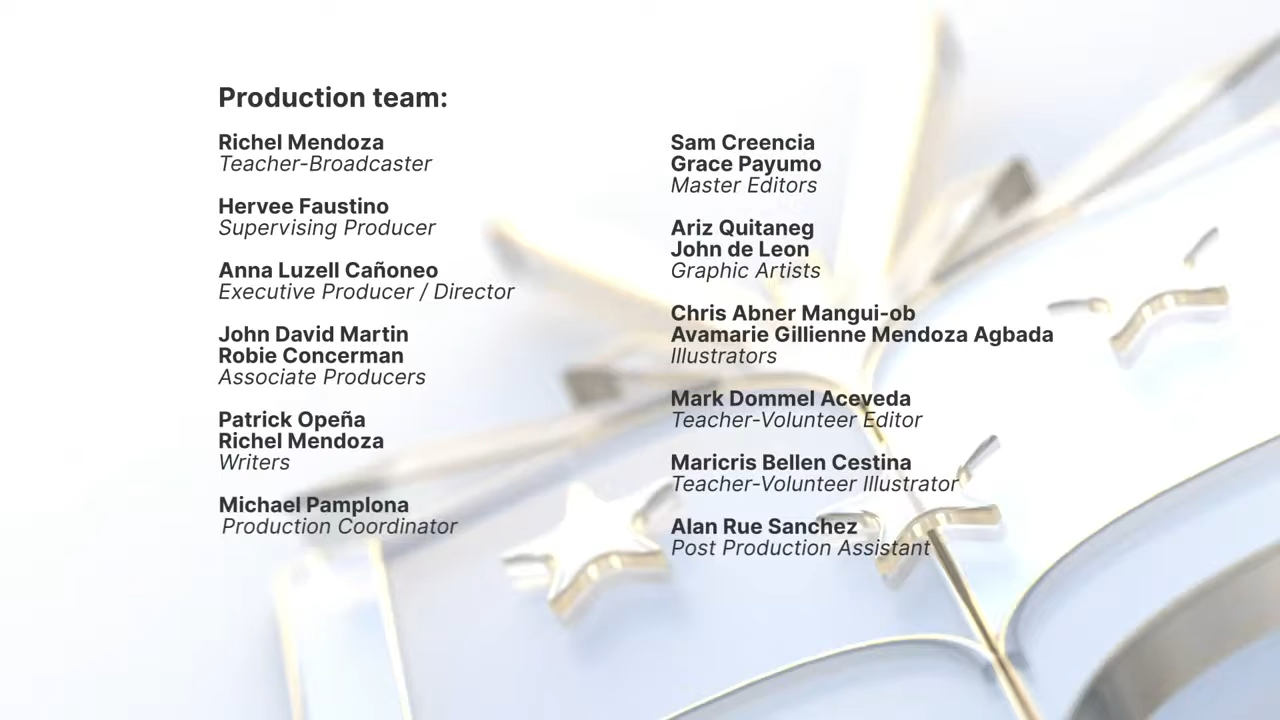 Production team:
Richel Mendoza
Teacher-Broadcaster
Hervee Faustino
Supervising Producer
Anna Luzell Cañoneo
Executive Producer / Director
John David Martin
Robie Concerman
Associate Producers
Patrick Opeña
Richel Mendoza
Writers
Michael Pamplona
Production Coordinator
Sam Creencia
Grace Payumo
Master Editors
Ariz Quitaneg
John de Leon
Graphic Artists
Chris Abner Mangui-ob
Avamarie Gillienne Mendoza Agbada
Illustrators
Mark Dommel Aceveda
Teacher-Volunteer Editor
Maricris Bellen Cestina
Teacher-Volunteer Illustrator
Alan Rue Sanchez
Post Production Assistant